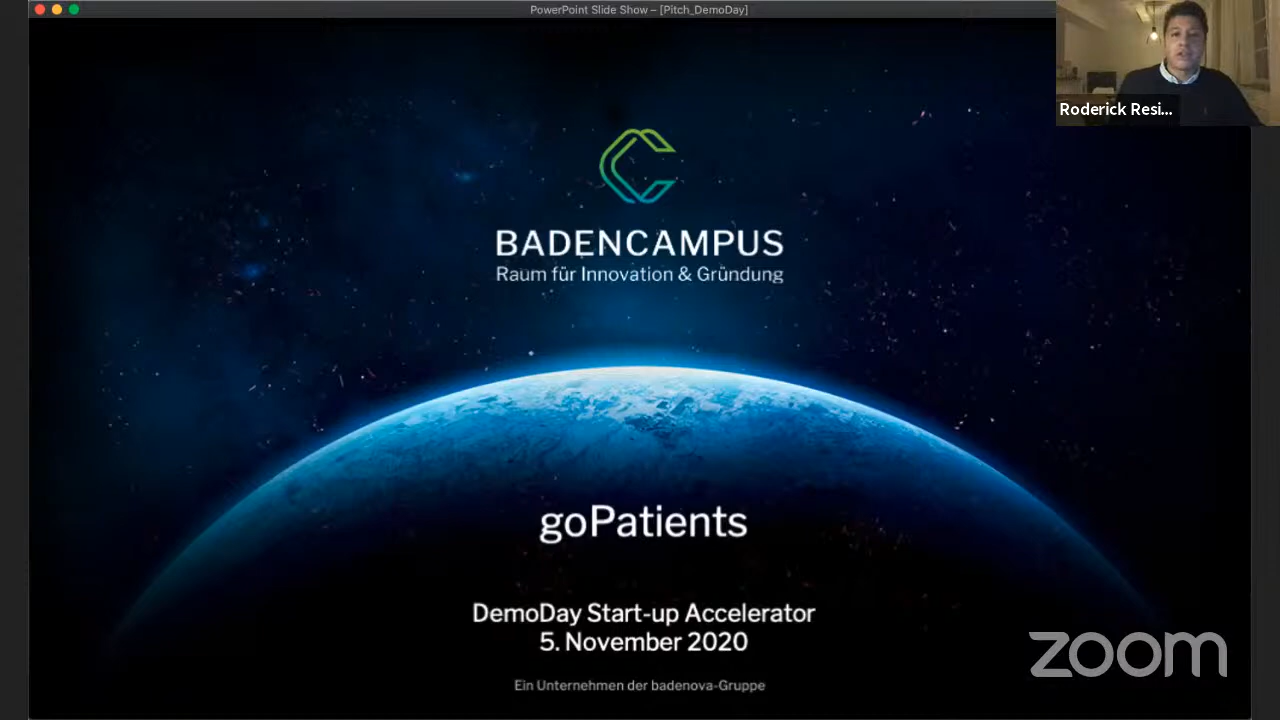 PowerPoint Slide Show – [Pitch_DemoDay]
Roderick Resi...
BADENCAMPUS
Raum für Innovation & Gründung
goPatients
DemoDay Start-up Accelerator
5. November 2020
Ein Unternehmen der badenova-Gruppe
zoom